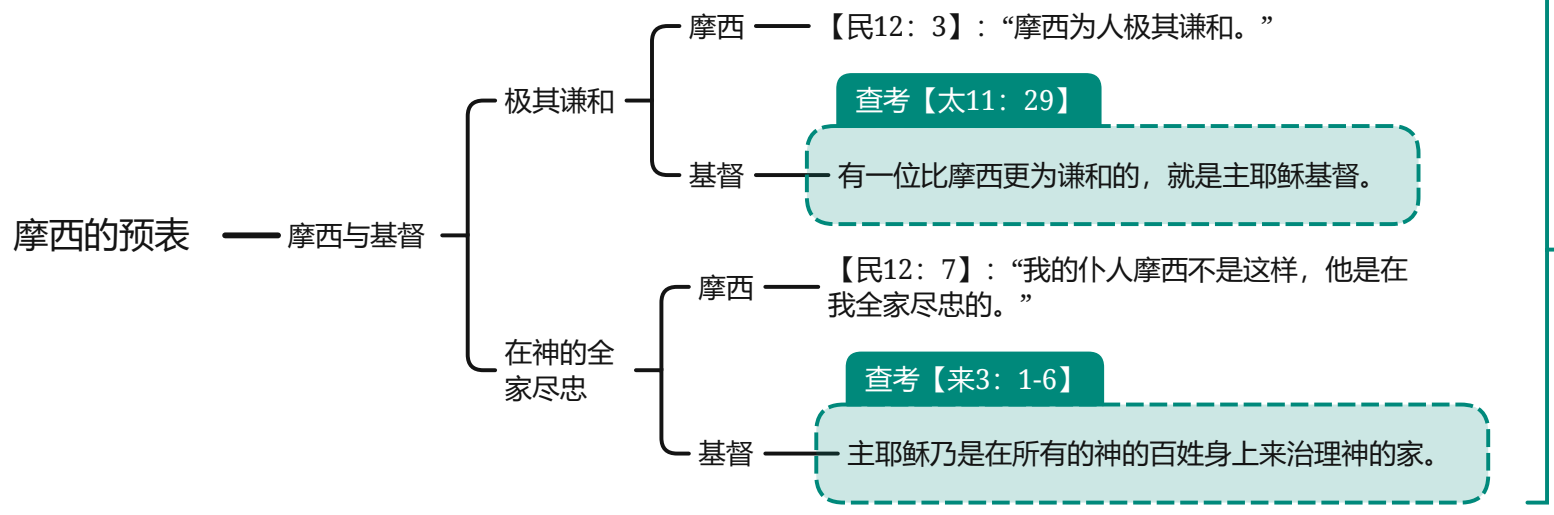 摩西的预表
摩西与基督
极其谦和
摩西
【民12：3】：“摩西为人极其谦和。”
基督
查考【太11：29】
有一位比摩西更为谦和的，就是主耶稣基督。
在神的全
家尽忠
摩西
【民12：7】：“我的仆人摩西不是这样，他是在
我全家尽忠的。”
基督
查考【来3：1-6】
主耶稣乃是在所有的神的百姓身上来治理神的家。